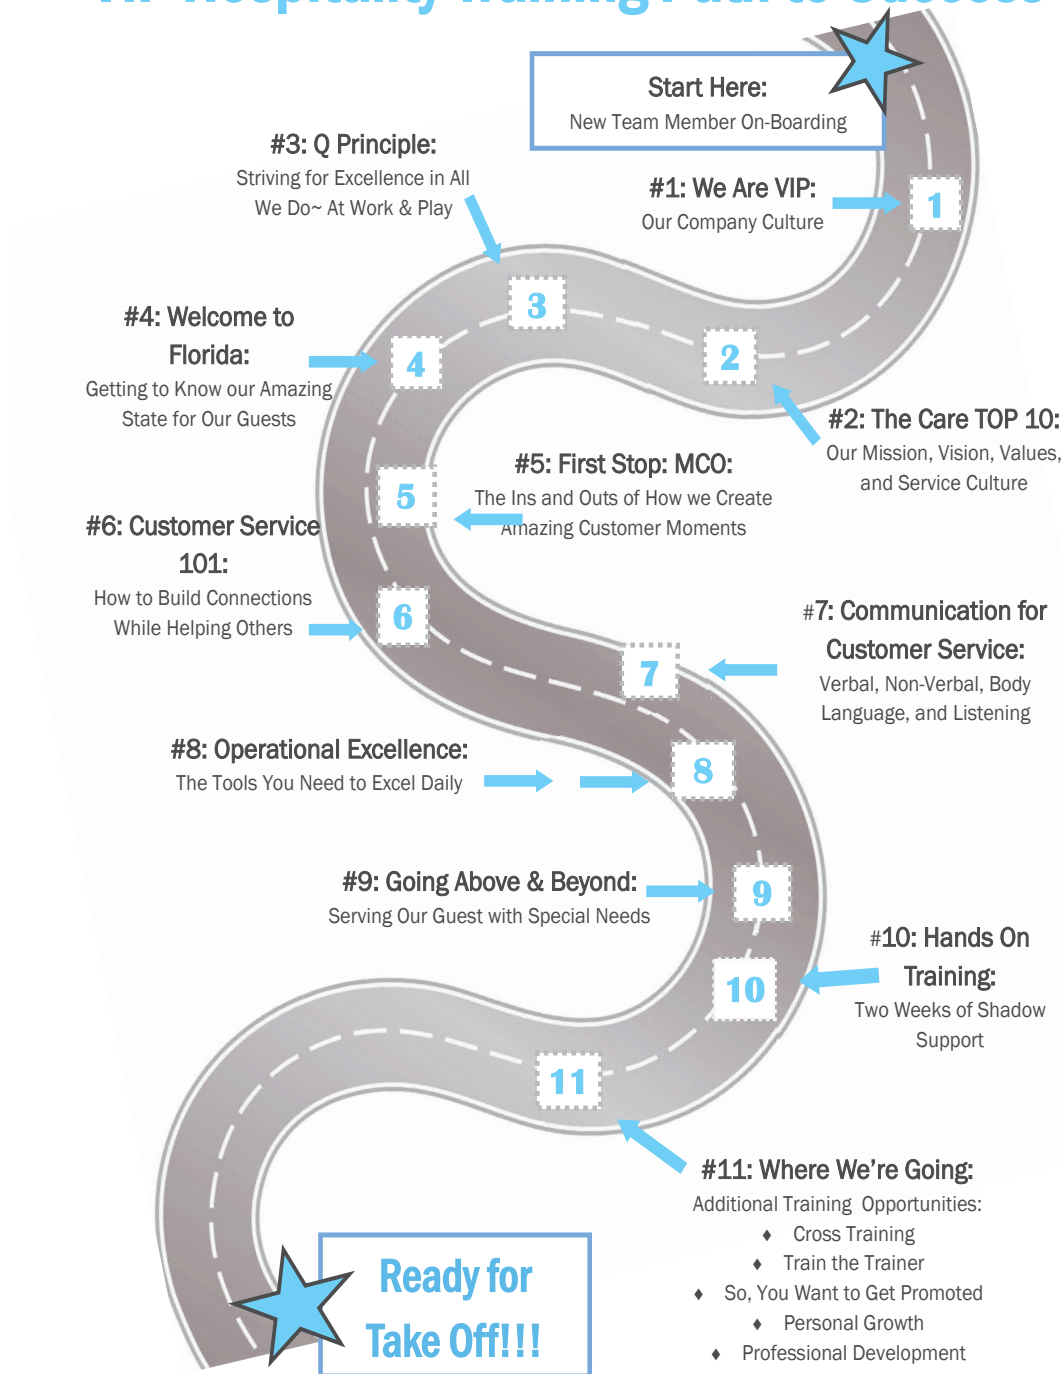 VIP Hospitality Training Path to Success
Start Here:
New Team Member On-Boarding
#1: We Are VIP:
Our Company Culture
1
#3: Q Principle:
Striving for Excellence in All
We Do~ At Work & Play
3
2
#2: The Care TOP 10:
Our Mission, Vision, Values,
and Service Culture
#4: Welcome to
Florida:
Getting to Know our Amazing
State for Our Guests
4
5
#5: First Stop: MCO:
The Ins and Outs of How we Create
Amazing Customer Moments
#6: Customer Service
101:
How to Build Connections
While Helping Others
6
7
#7: Communication for
Customer Service:
Verbal, Non-Verbal, Body
Language, and Listening
#8: Operational Excellence:
The Tools You Need to Excel Daily
8
#9: Going Above & Beyond:
Serving Our Guest with Special Needs
9
10
#10: Hands On
Training:
Two Weeks of Shadow
Support
11
#11: Where We’re Going:
Additional Training Opportunities:
♦ Cross Training
♦ Train the Trainer
♦ So, You Want to Get Promoted
♦ Personal Growth
♦ Professional Development
Ready for
Take Off!!!